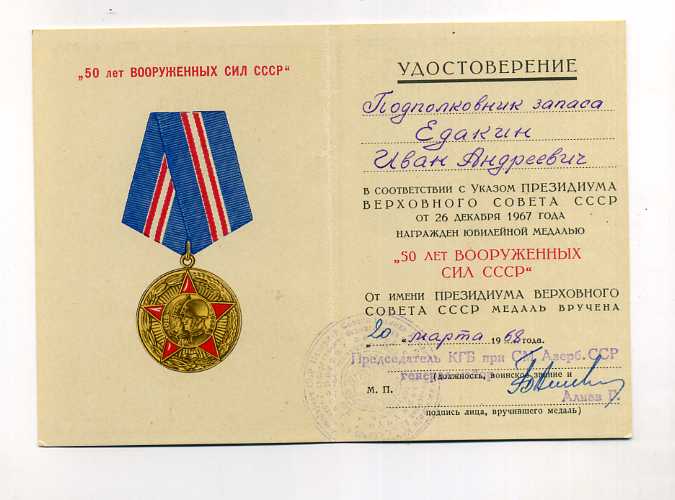 „50 лет ВООРУЖЕННЫХ СИЛ СССР“
УДОСТОВЕРЕНИЕ
Подполковник запаса
Едакин
Иван Андреевич
В СООТВЕТСТВИИ С УКАЗОМ ПРЕЗИДИУМА
ВЕРХОВНОГО СОВЕТА СССР
ОТ 26 ДЕКАБРЯ 1967 ГОДА
НАГРАЖДЕН ЮБИЛЕЙНОЙ МЕДАЛЬЮ
„50 ЛЕТ ВООРУЖЕННЫХ
СИЛ СССР“
ОТ ИМЕНИ ПРЕЗИДИУМА ВЕРХОВНОГО
СОВЕТА СССР МЕДАЛЬ ВРУЧЕНА
„20 “ марта 1968 года.
Председатель КГБ при СМ Азерб.ССР
(должность, воинское звание и
М. П.
Алиев Г.
подпись лица, вручившего медаль)